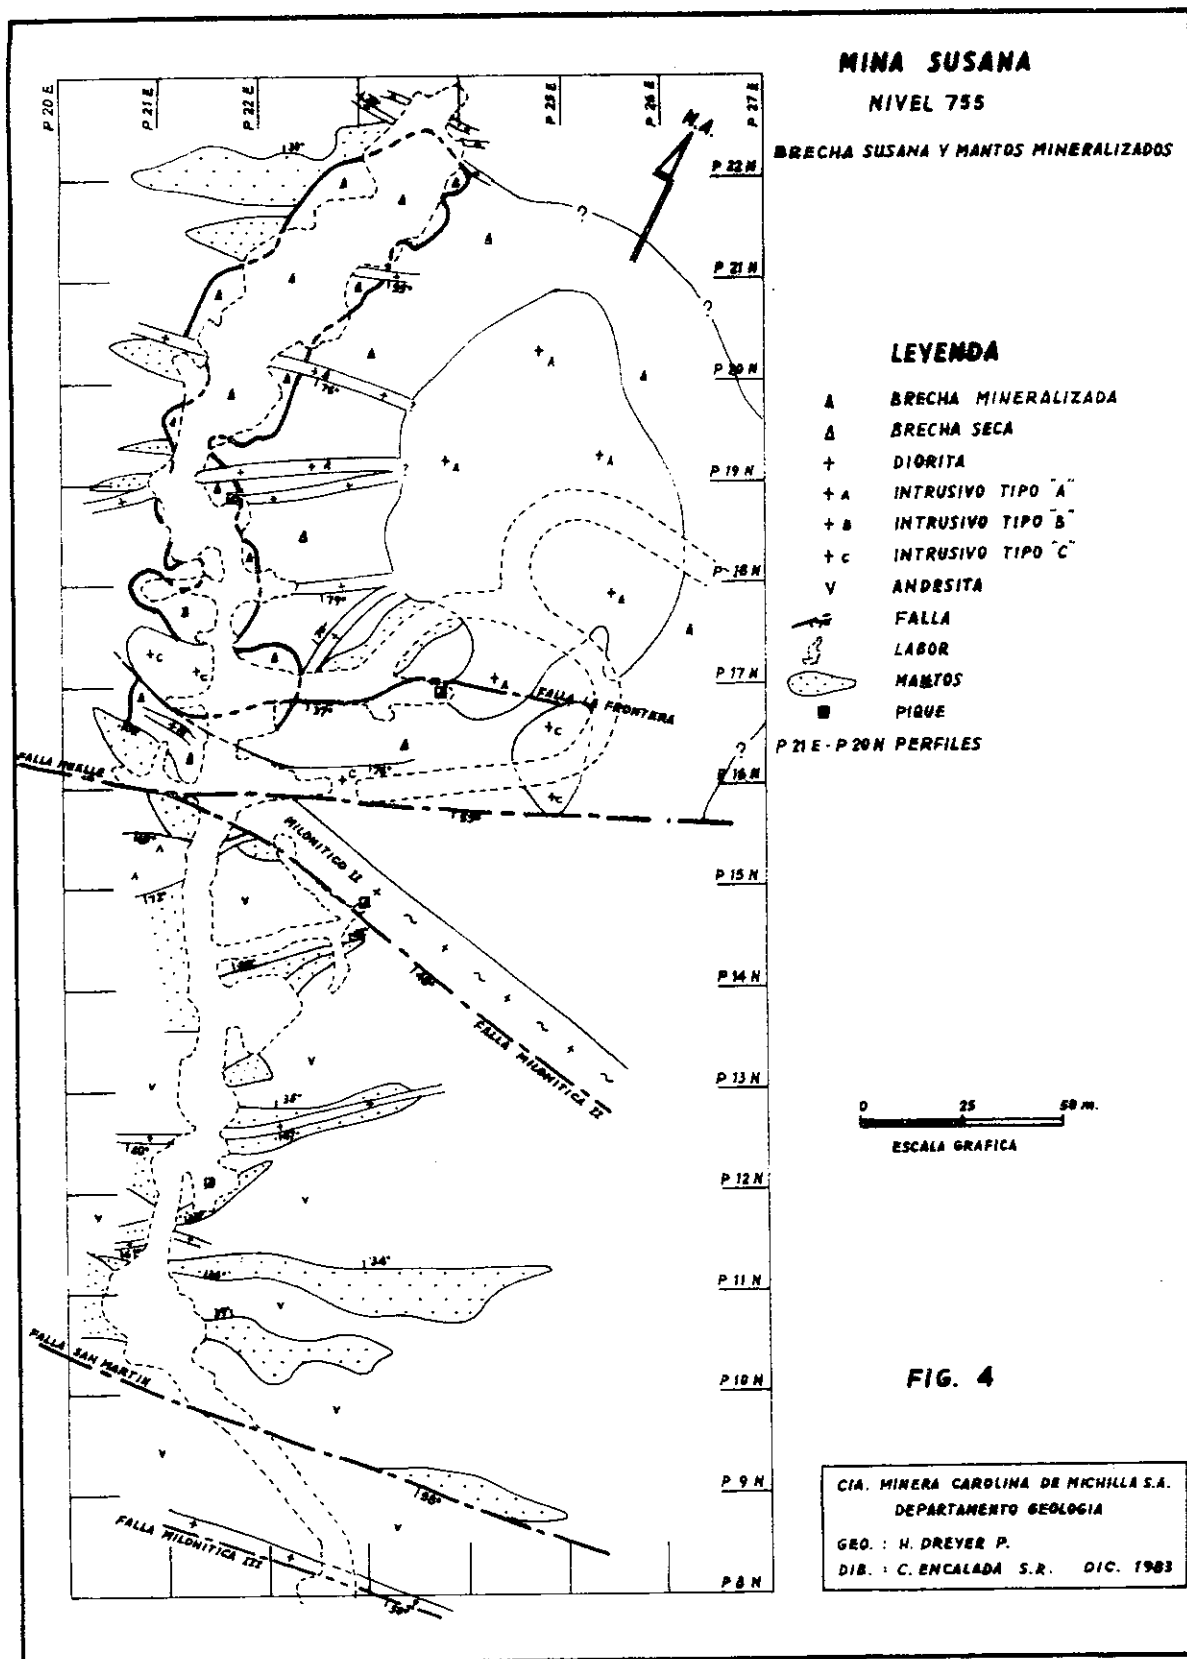 MINA SUSANA
NIVEL 755
BRECHA SUSANA Y MANTOS MINERALIZADOS
P 20 E
P 21 E
P 22 E
P 25 E
P 26 E
P 27 E
N.A.
P 22 N
P 21 N
P 20 N
P 19 N
P 18 N
P 17 N
P 16 N
P 15 N
P 14 N
P 13 N
P 12 N
P 11 N
P 10 N
P 9 N
P 8 N
LEYENDA
BRECHA MINERALIZADA
BRECHA SECA
+ DIORITA
+ A INTRUSIVO TIPO "A"
+ B INTRUSIVO TIPO "B"
+ C INTRUSIVO TIPO "C"
V ANDESITA
FALLA
LABOR
MANTOS
PIQUE
P 21 E - P 20 N PERFILES
FALLA LA FRONTERA
FALLA MUELLE
MILONITICO II
FALLA MILONITICA II
FALLA SAN MARTIN
FALLA MILONITICA III
0 25 50 m.
ESCALA GRAFICA
FIG. 4
CIA. MINERA CAROLINA DE MICHILLA S.A.
DEPARTAMENTO GEOLOGIA
GEO. : H. DREYER P.
DIB. : C. ENCALADA S.R. DIC. 1983